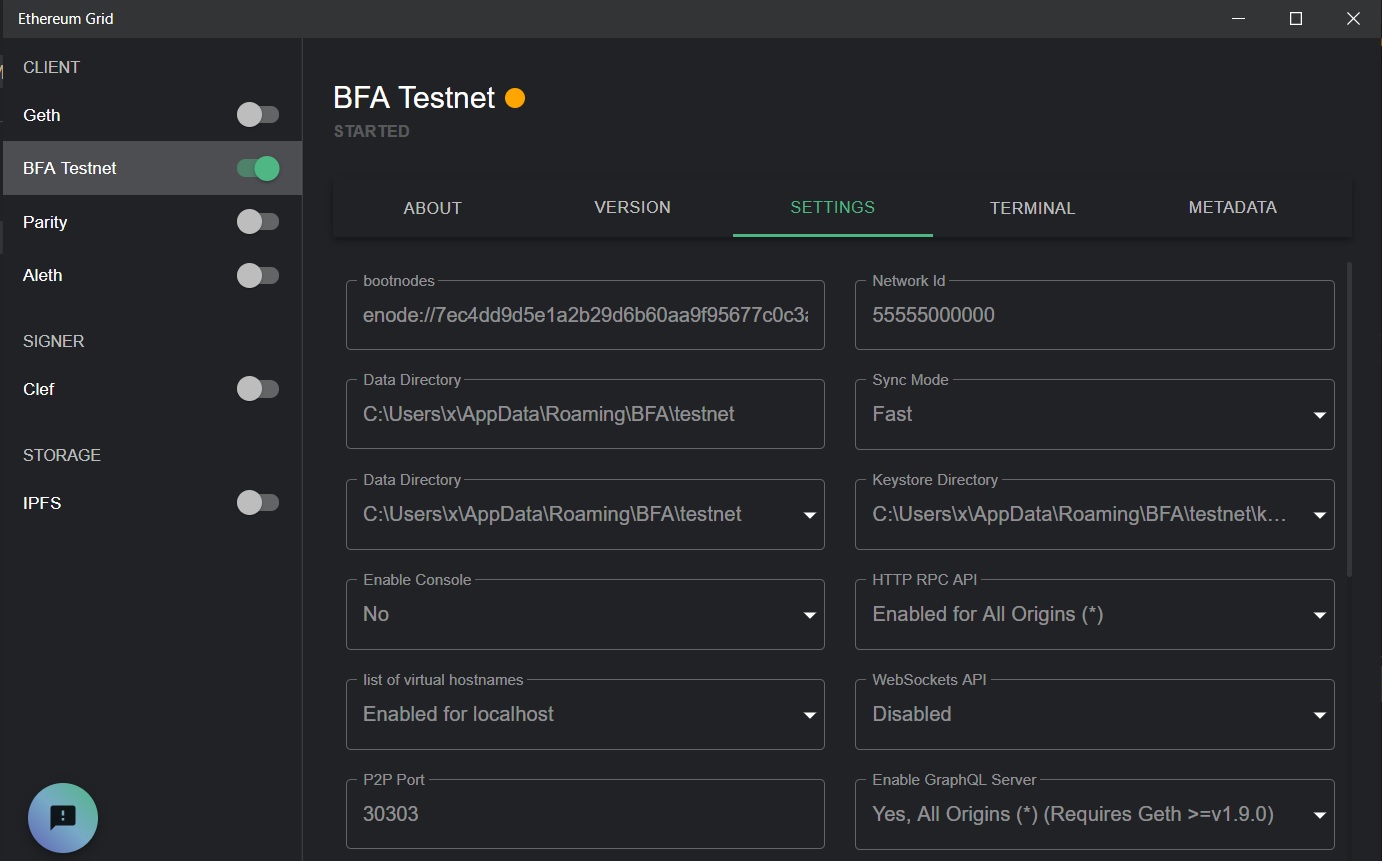 Ethereum Grid
CLIENT
Geth
BFA Testnet
Parity
Aleth
SIGNER
Clef
STORAGE
IPFS
BFA Testnet
STARTED
ABOUT
VERSION
SETTINGS
TERMINAL
METADATA
bootnodes
enode://7ec4dd9d5e1a2b29d6b60aa9f95677c0c3a
Network Id
55555000000
Data Directory
C:\Users\x\AppData\Roaming\BFA\testnet
Sync Mode
Fast
Data Directory
C:\Users\x\AppData\Roaming\BFA\testnet
Keystore Directory
C:\Users\x\AppData\Roaming\BFA\testnet\k...
Enable Console
No
HTTP RPC API
Enabled for All Origins (*)
list of virtual hostnames
Enabled for localhost
WebSockets API
Disabled
P2P Port
30303
Enable GraphQL Server
Yes, All Origins (*) (Requires Geth >=v1.9.0)